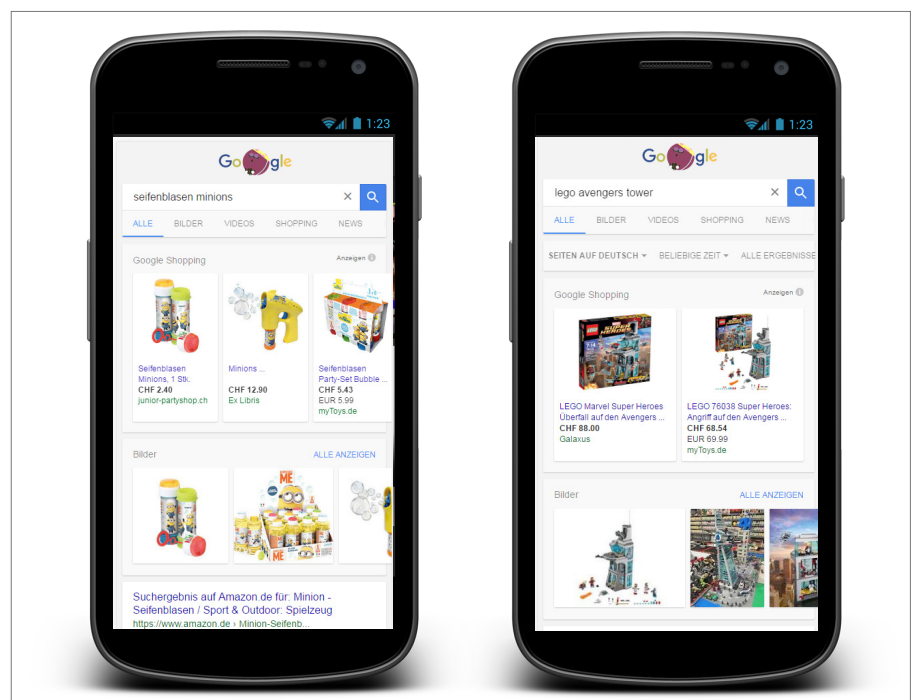 1:23
Google
seifenblasen minions
ALLE BILDER VIDEOS SHOPPING NEWS
Google Shopping Anzeigen
Seifenblasen
Minions, 1 Stk.
CHF 2.40
junior-partyshop.ch
Minions ...
CHF 12.90
Ex Libris
Seifenblasen
Party-Set Bubble ...
CHF 5.43
EUR 5.99
myToys.de
Bilder ALLE ANZEIGEN
ME
ME
Suchergebnis auf Amazon.de für: Minion -
Seifenblasen / Sport & Outdoor: Spielzeug
https://www.amazon.de › Minion-Seifenb...
1:23
Google
lego avengers tower
ALLE BILDER VIDEOS SHOPPING NEWS
SEITEN AUF DEUTSCH BELIEBIGE ZEIT ALLE ERGEBNISSE
Google Shopping Anzeigen
LEGO
SUPER
HEROES
LEGO Marvel Super Heroes
Überfall auf den Avengers ...
CHF 88.00
Galaxus
LEGO 76038 Super Heroes:
Angriff auf den Avengers ...
CHF 68.54
EUR 69.99
myToys.de
Bilder ALLE ANZEIGEN